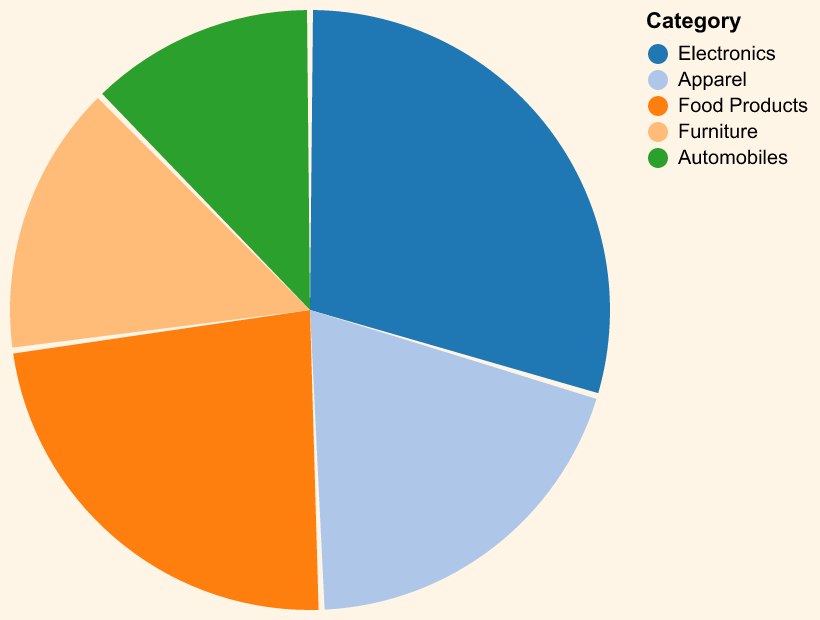 Category
Electronics
Apparel
Food Products
Furniture
Automobiles